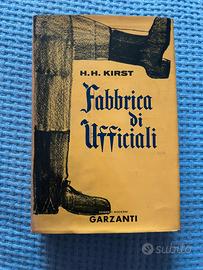 H. H. KIRST
Fabbrica
di
Ufficiali
GARZANTI
subito